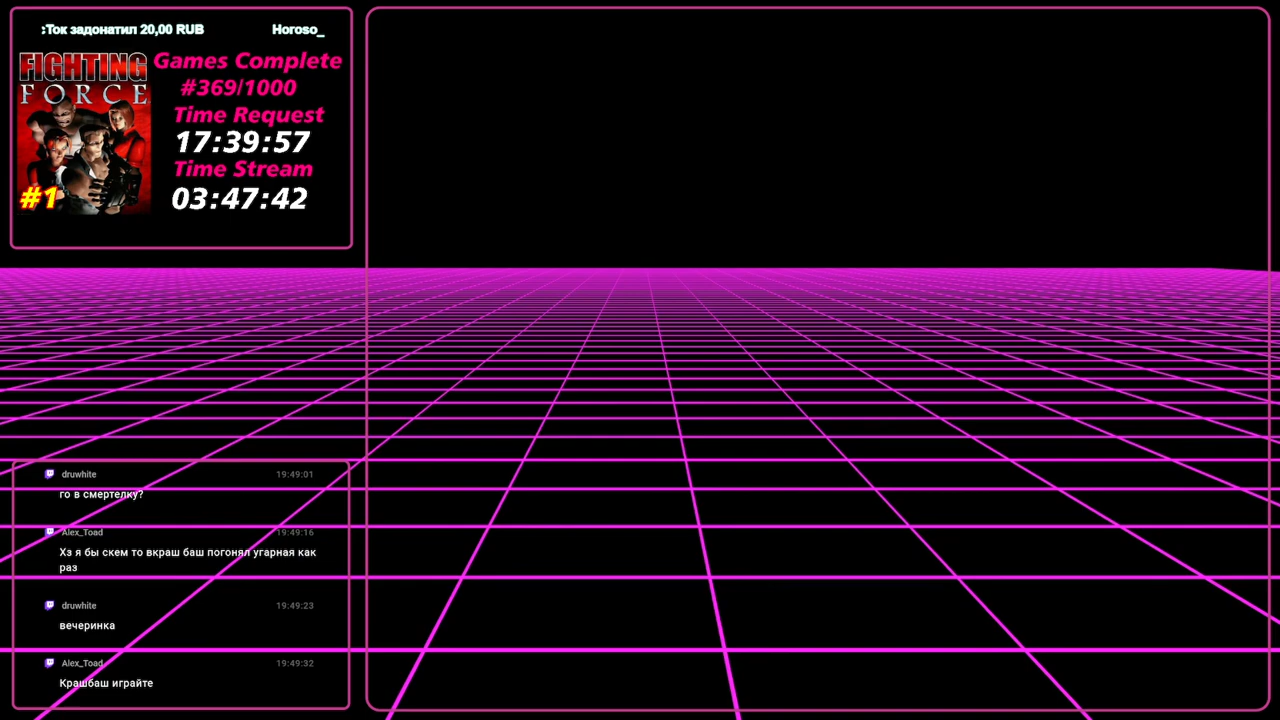 :Ток задонатил 20,00 RUB Horoso_
FIGHTING
FORCE
#1
Games Complete
#369/1000
Time Request
17:39:57
Time Stream
03:47:42
druwhite 19:49:01
го в смертелку?
Alex_Toad 19:49:16
Хз я бы скем то вкраш баш погонял угарная как
раз
druwhite 19:49:23
вечеринка
Alex_Toad 19:49:32
Крашбаш играйте